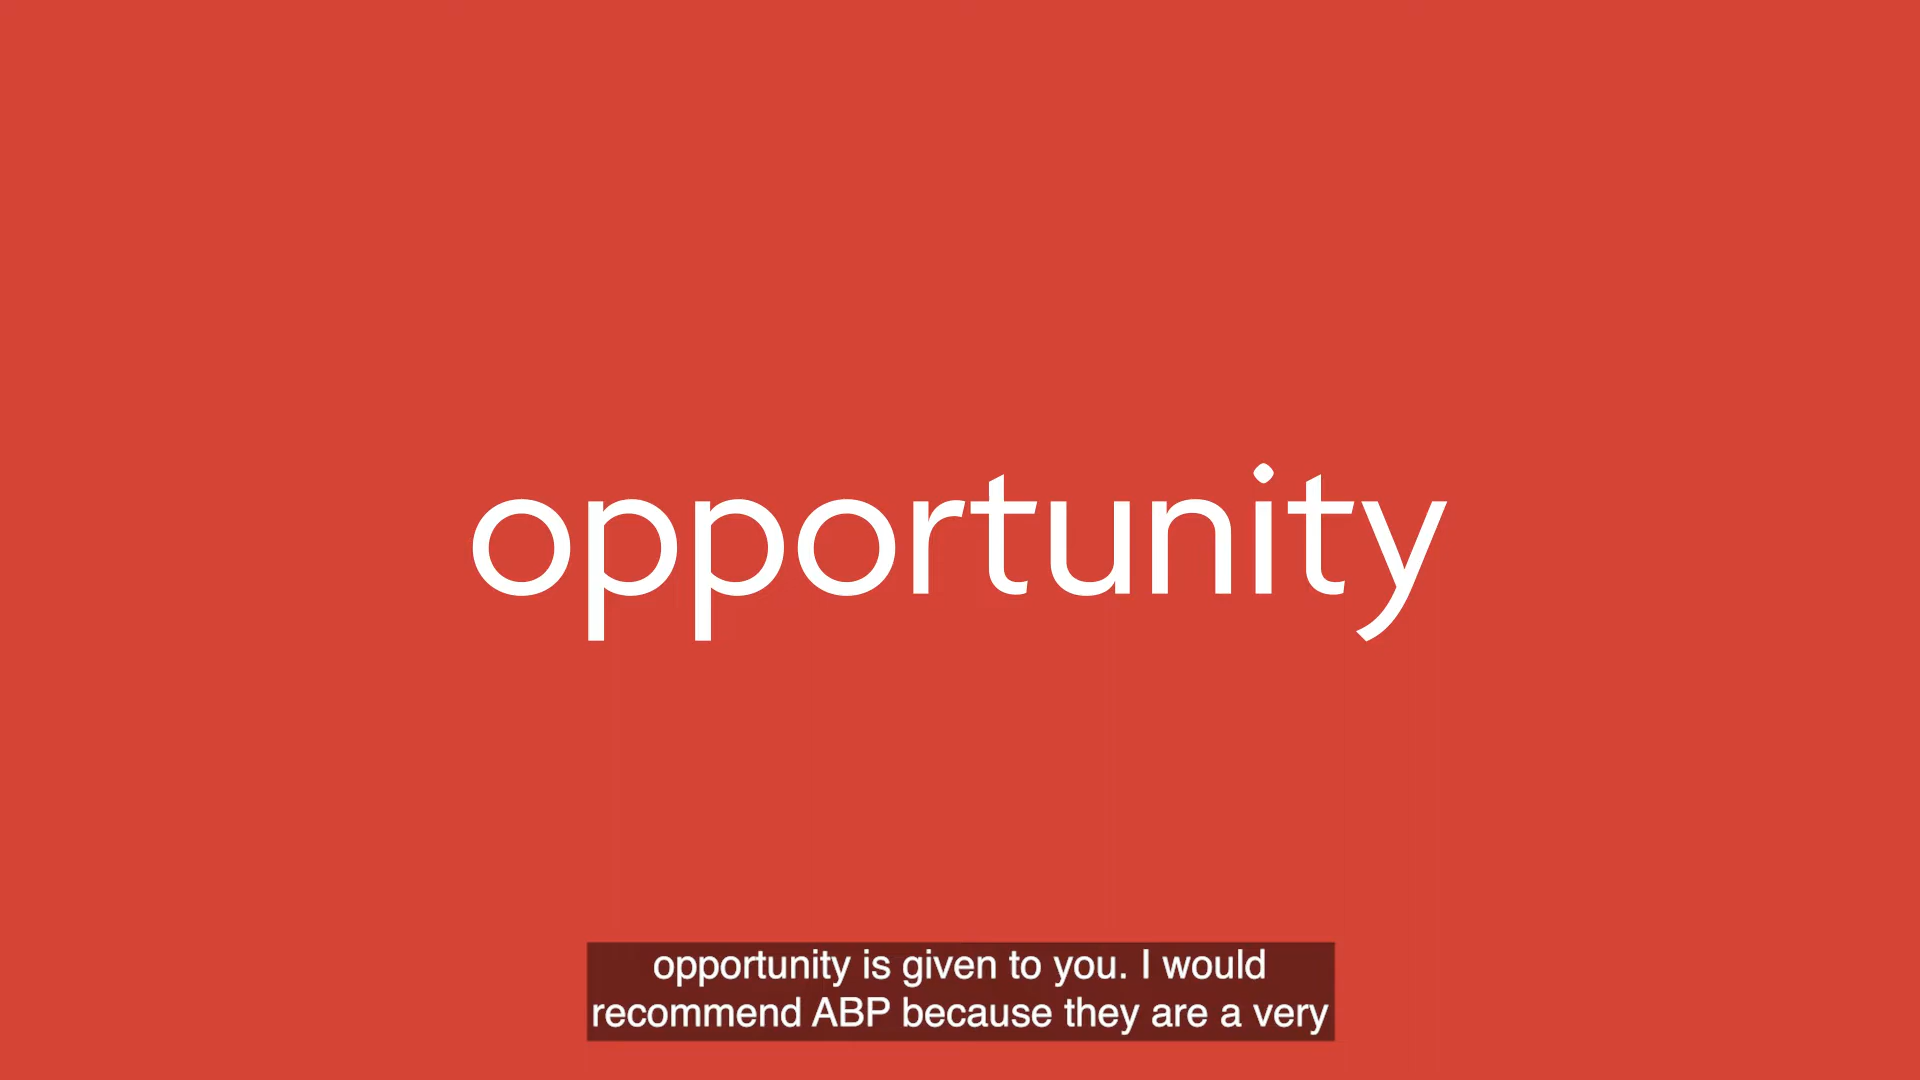 opportunity
opportunity is given to you. I would
recommend ABP because they are a very